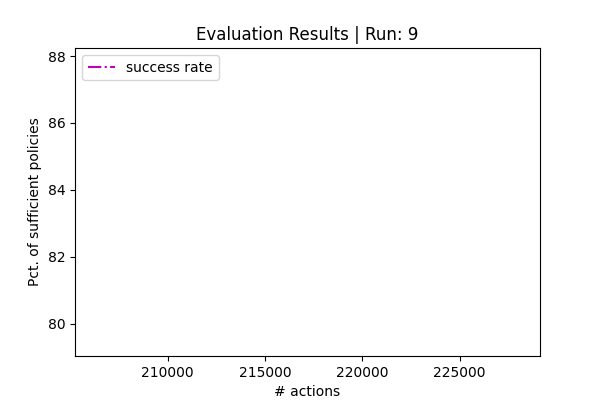 Evaluation Results | Run: 9
success rate
Pct. of sufficient policies
88
86
84
82
80
210000 215000 220000 225000
# actions